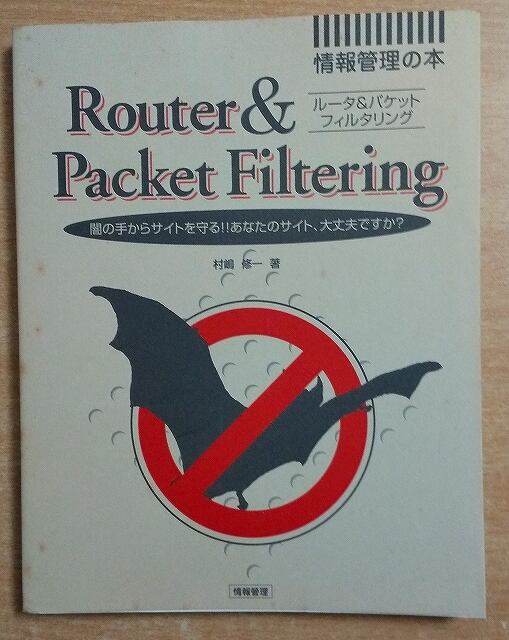 情報管理の本
Router &
ルータ&パケット
フィルタリング
Packet Filtering
闇の手からサイトを守る!!あなたのサイト、大丈夫ですか?
村嶋 修一 著
情報管理